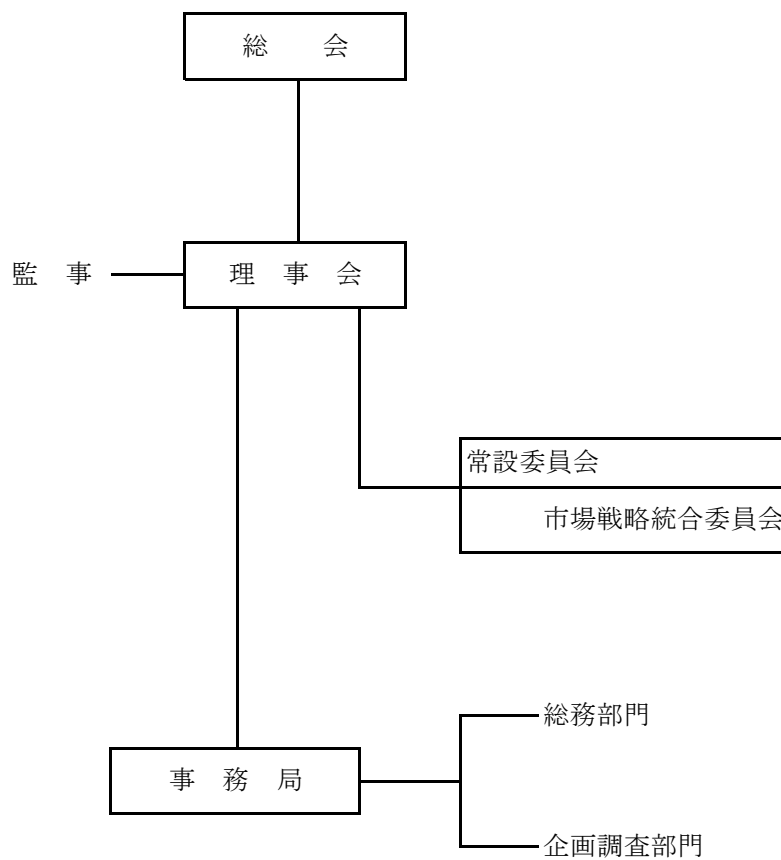 総　会
監　事
理　事　会
常設委員会
市場戦略統合委員会
総務部門
事　務　局
企画調査部門